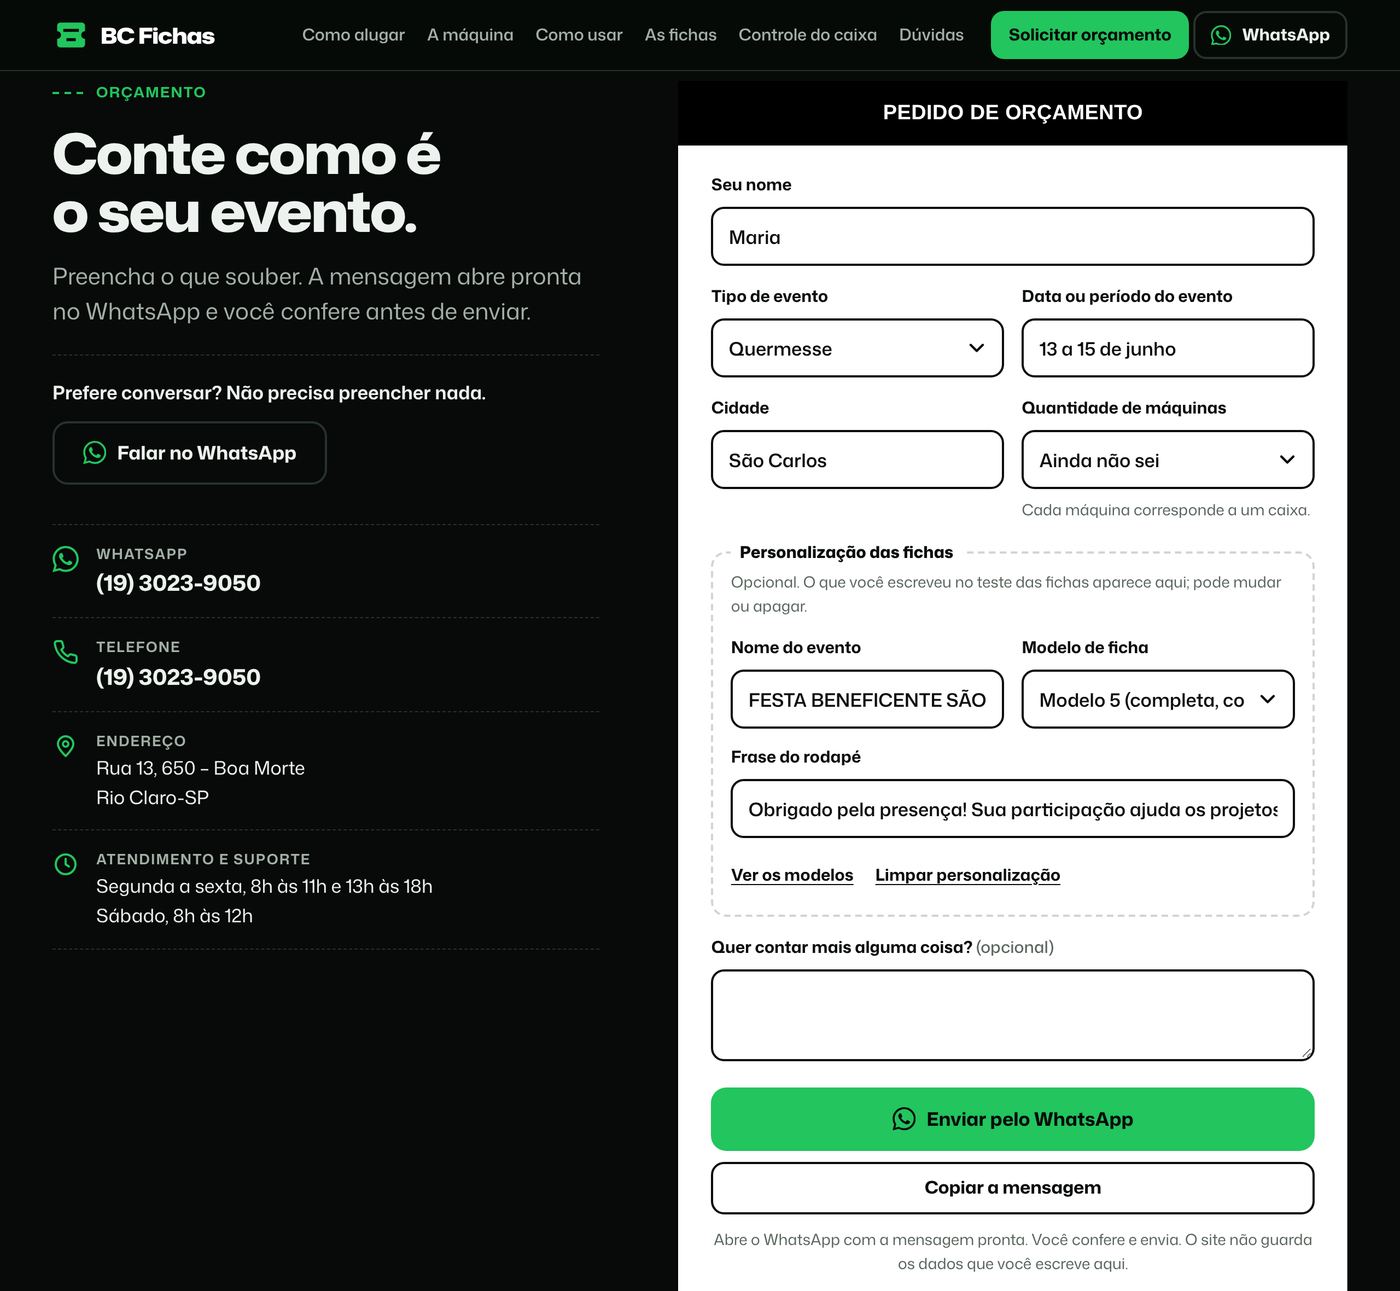 BC Fichas
Como alugar
A máquina
Como usar
As fichas
Controle do caixa
Dúvidas
Solicitar orçamento
WhatsApp
ORÇAMENTO
Conte como é
o seu evento.
Preencha o que souber. A mensagem abre pronta
no WhatsApp e você confere antes de enviar.
Prefere conversar? Não precisa preencher nada.
Falar no WhatsApp
WHATSAPP
(19) 3023-9050
TELEFONE
(19) 3023-9050
ENDEREÇO
Rua 13, 650 – Boa Morte
Rio Claro-SP
ATENDIMENTO E SUPORTE
Segunda a sexta, 8h às 11h e 13h às 18h
Sábado, 8h às 12h
PEDIDO DE ORÇAMENTO
Seu nome
Maria
Tipo de evento
Quermesse
Data ou período do evento
13 a 15 de junho
Cidade
São Carlos
Quantidade de máquinas
Ainda não sei
Cada máquina corresponde a um caixa.
Personalização das fichas
Opcional. O que você escreveu no teste das fichas aparece aqui; pode mudar
ou apagar.
Nome do evento
FESTA BENEFICENTE SÃO
Modelo de ficha
Modelo 5 (completa, co
Frase do rodapé
Obrigado pela presença! Sua participação ajuda os projetos
Ver os modelos
Limpar personalização
Quer contar mais alguma coisa? (opcional)
Enviar pelo WhatsApp
Copiar a mensagem
Abre o WhatsApp com a mensagem pronta. Você confere e envia. O site não guarda
os dados que você escreve aqui.